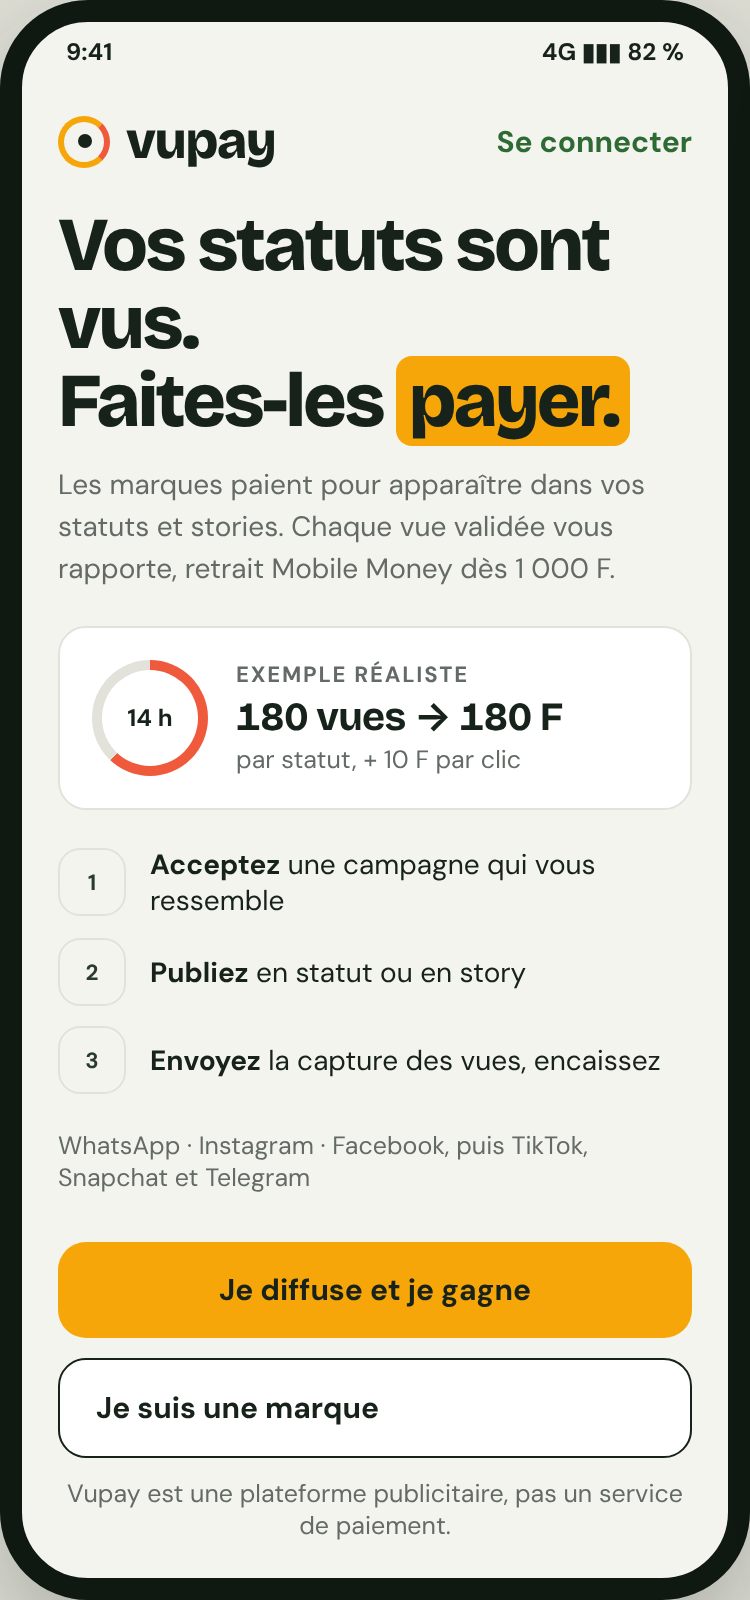 9:41
4G ▮▮▮ 82 %
vupay
Se connecter
Vos statuts sont
vus.
Faites-les payer.
Les marques paient pour apparaître dans vos
statuts et stories. Chaque vue validée vous
rapporte, retrait Mobile Money dès 1 000 F.
14 h
EXEMPLE RÉALISTE
180 vues → 180 F
par statut, + 10 F par clic
1
Acceptez une campagne qui vous
ressemble
2
Publiez en statut ou en story
3
Envoyez la capture des vues, encaissez
WhatsApp · Instagram · Facebook, puis TikTok,
Snapchat et Telegram
Je diffuse et je gagne
Je suis une marque
Vupay est une plateforme publicitaire, pas un service
de paiement.